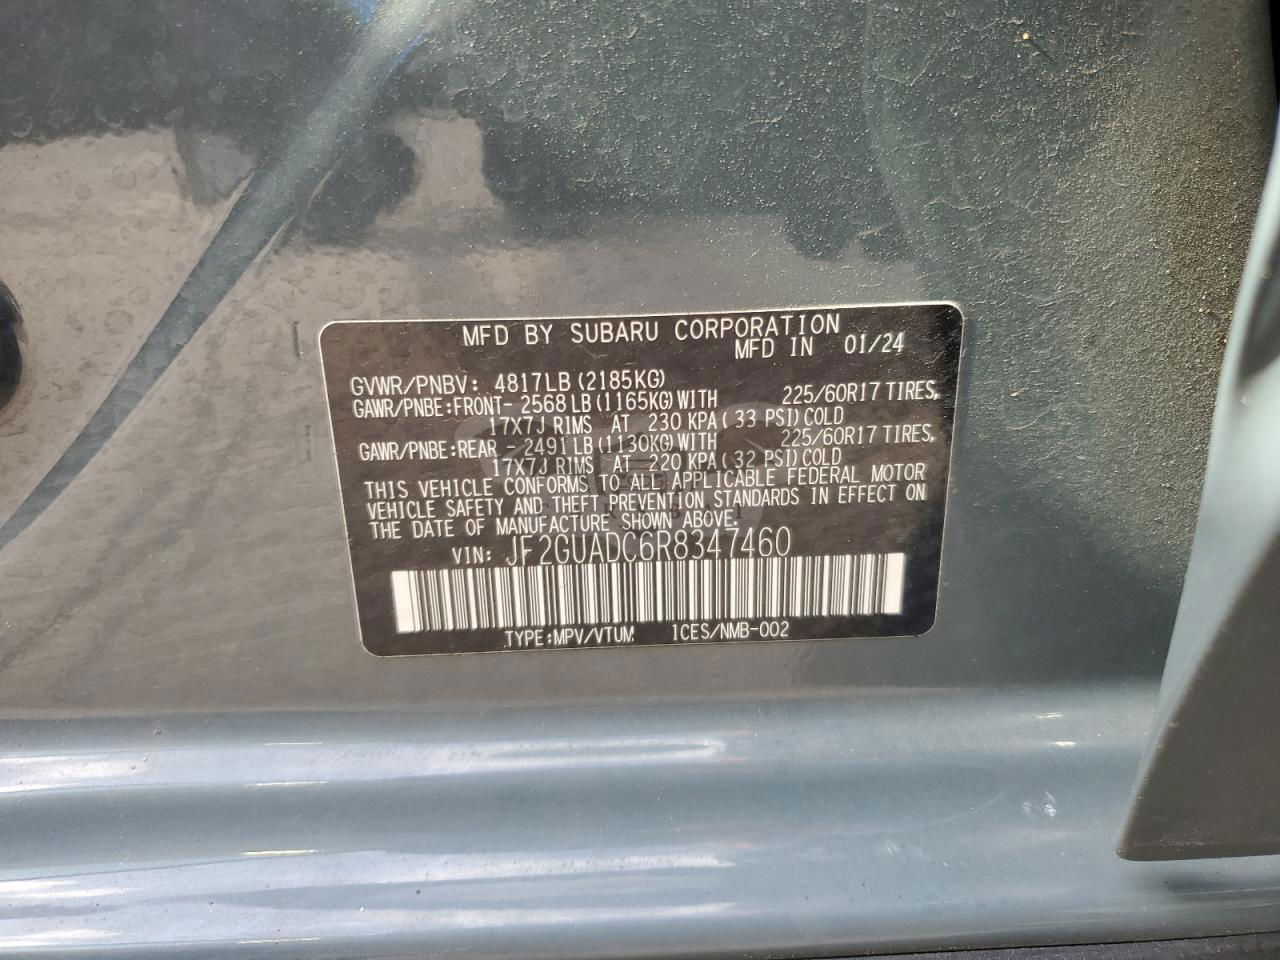 MFD BY SUBARU CORPORATION
MFD IN 01/24
GVWR/PNBV: 4817LB (2185KG)
GAWR/PNBE:FRONT- 2568 LB (1165KG) WITH 225/60R17 TIRES,
17X7J RIMS AT 230 KPA ( 33 PSI) COLD
GAWR/PNBE:REAR - 2491 LB (1130KG) WITH 225/60R17 TIRES,
17X7J RIMS AT 220 KPA (32 PSI) COLD
THIS VEHICLE CONFORMS TO ALL APPLICABLE FEDERAL MOTOR
VEHICLE SAFETY AND THEFT PREVENTION STANDARDS IN EFFECT ON
THE DATE OF MANUFACTURE SHOWN ABOVE.
VIN: JF2GUADC6R8347460
TYPE:MPV/VTUM ICES/NMB-002